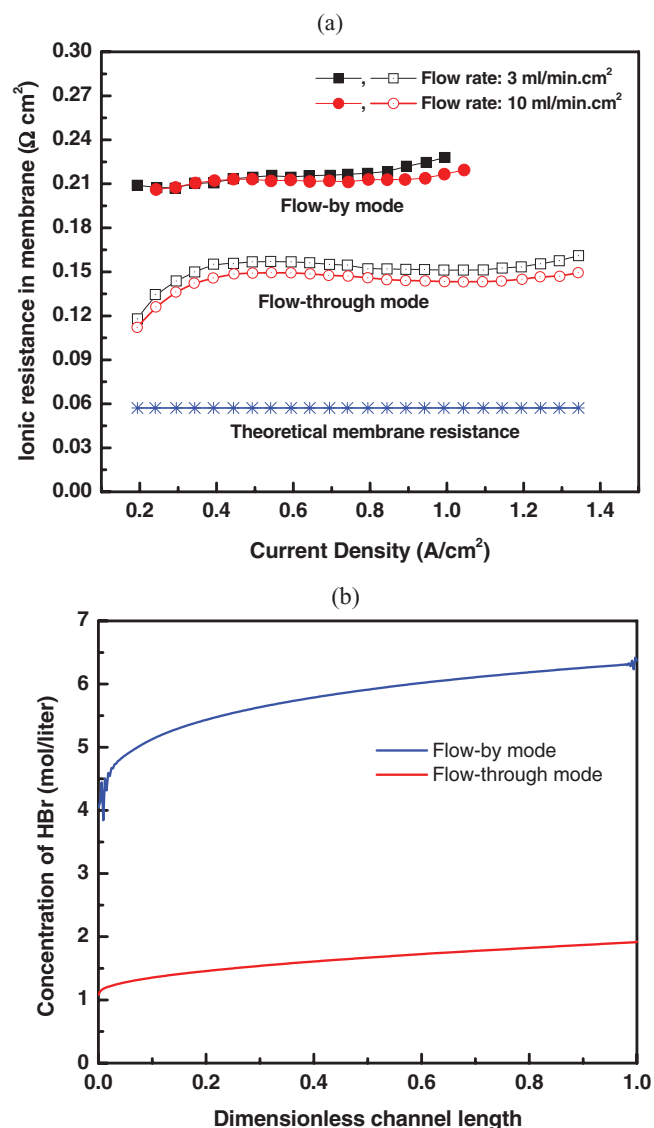 (a)
0.30
0.27
0.24
0.21
0.18
0.15
0.12
0.09
0.06
0.03
0.00
Ionic resistance in membrane (Ω cm²)
, Flow rate: 3 ml/min.cm²
, Flow rate: 10 ml/min.cm²
Flow-by mode
Flow-through mode
Theoretical membrane resistance
0.2 0.4 0.6 0.8 1.0 1.2 1.4
Current Density (A/cm²)
(b)
7
6
5
4
3
2
1
0
Concentration of HBr (mol/liter)
Flow-by mode
Flow-through mode
0.0 0.2 0.4 0.6 0.8 1.0
Dimensionless channel length